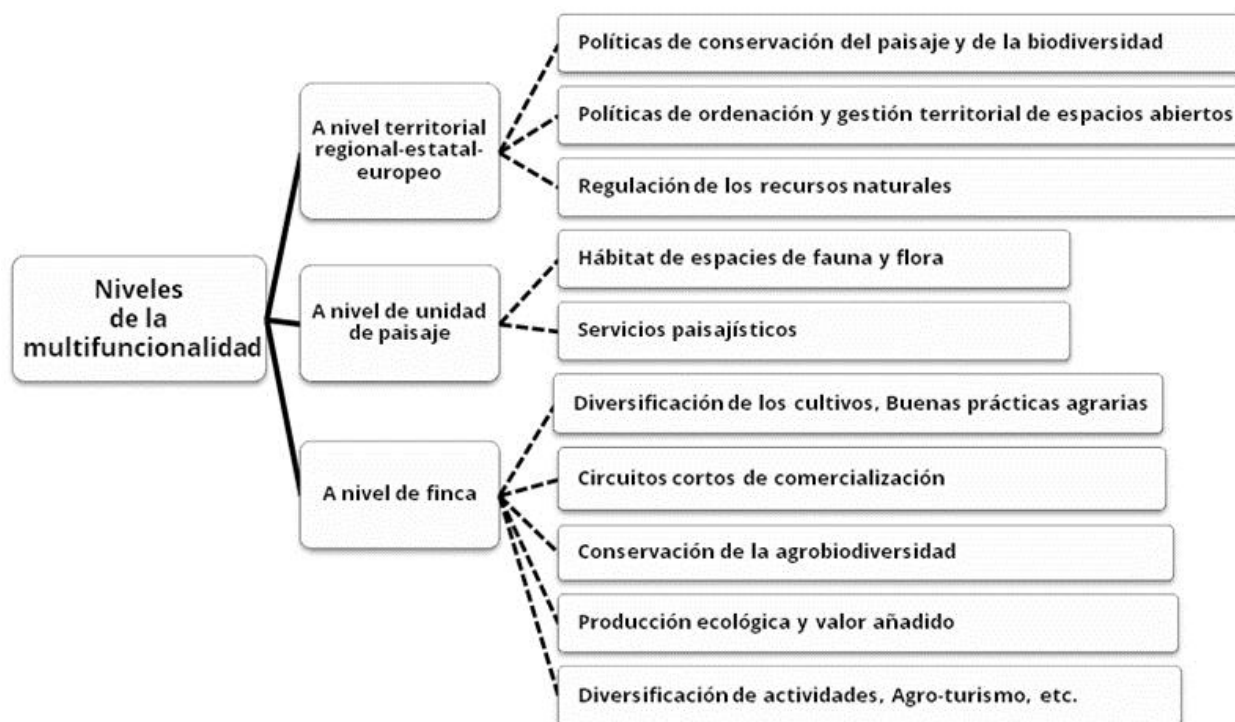 Niveles
de la
multifuncionalidad
A nivel territorial
regional-estatal-
europeo
Políticas de conservación del paisaje y de la biodiversidad
Políticas de ordenación y gestión territorial de espacios abiertos
Regulación de los recursos naturales
A nivel de unidad
de paisaje
Hábitat de espacies de fauna y flora
Servicios paisajísticos
A nivel de finca
Diversificación de los cultivos, Buenas prácticas agrarias
Circuitos cortos de comercialización
Conservación de la agrobiodiversidad
Producción ecológica y valor añadido
Diversificación de actividades, Agro-turismo, etc.